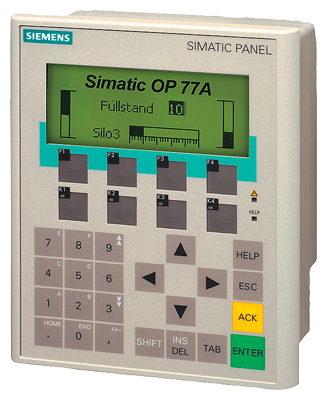 SIEMENS
SIMATIC PANEL
Simatic OP 77A
Füllstand 10
Silo3
F1 F2 F3 F4
K1 K2 K3 K4
HELP
7 E 8 F 9
HELP
4 C 5 D 6
ESC
1 A 2 B 3
ACK
HOME . END 0 , +/-
SHIFT INS DEL TAB ENTER